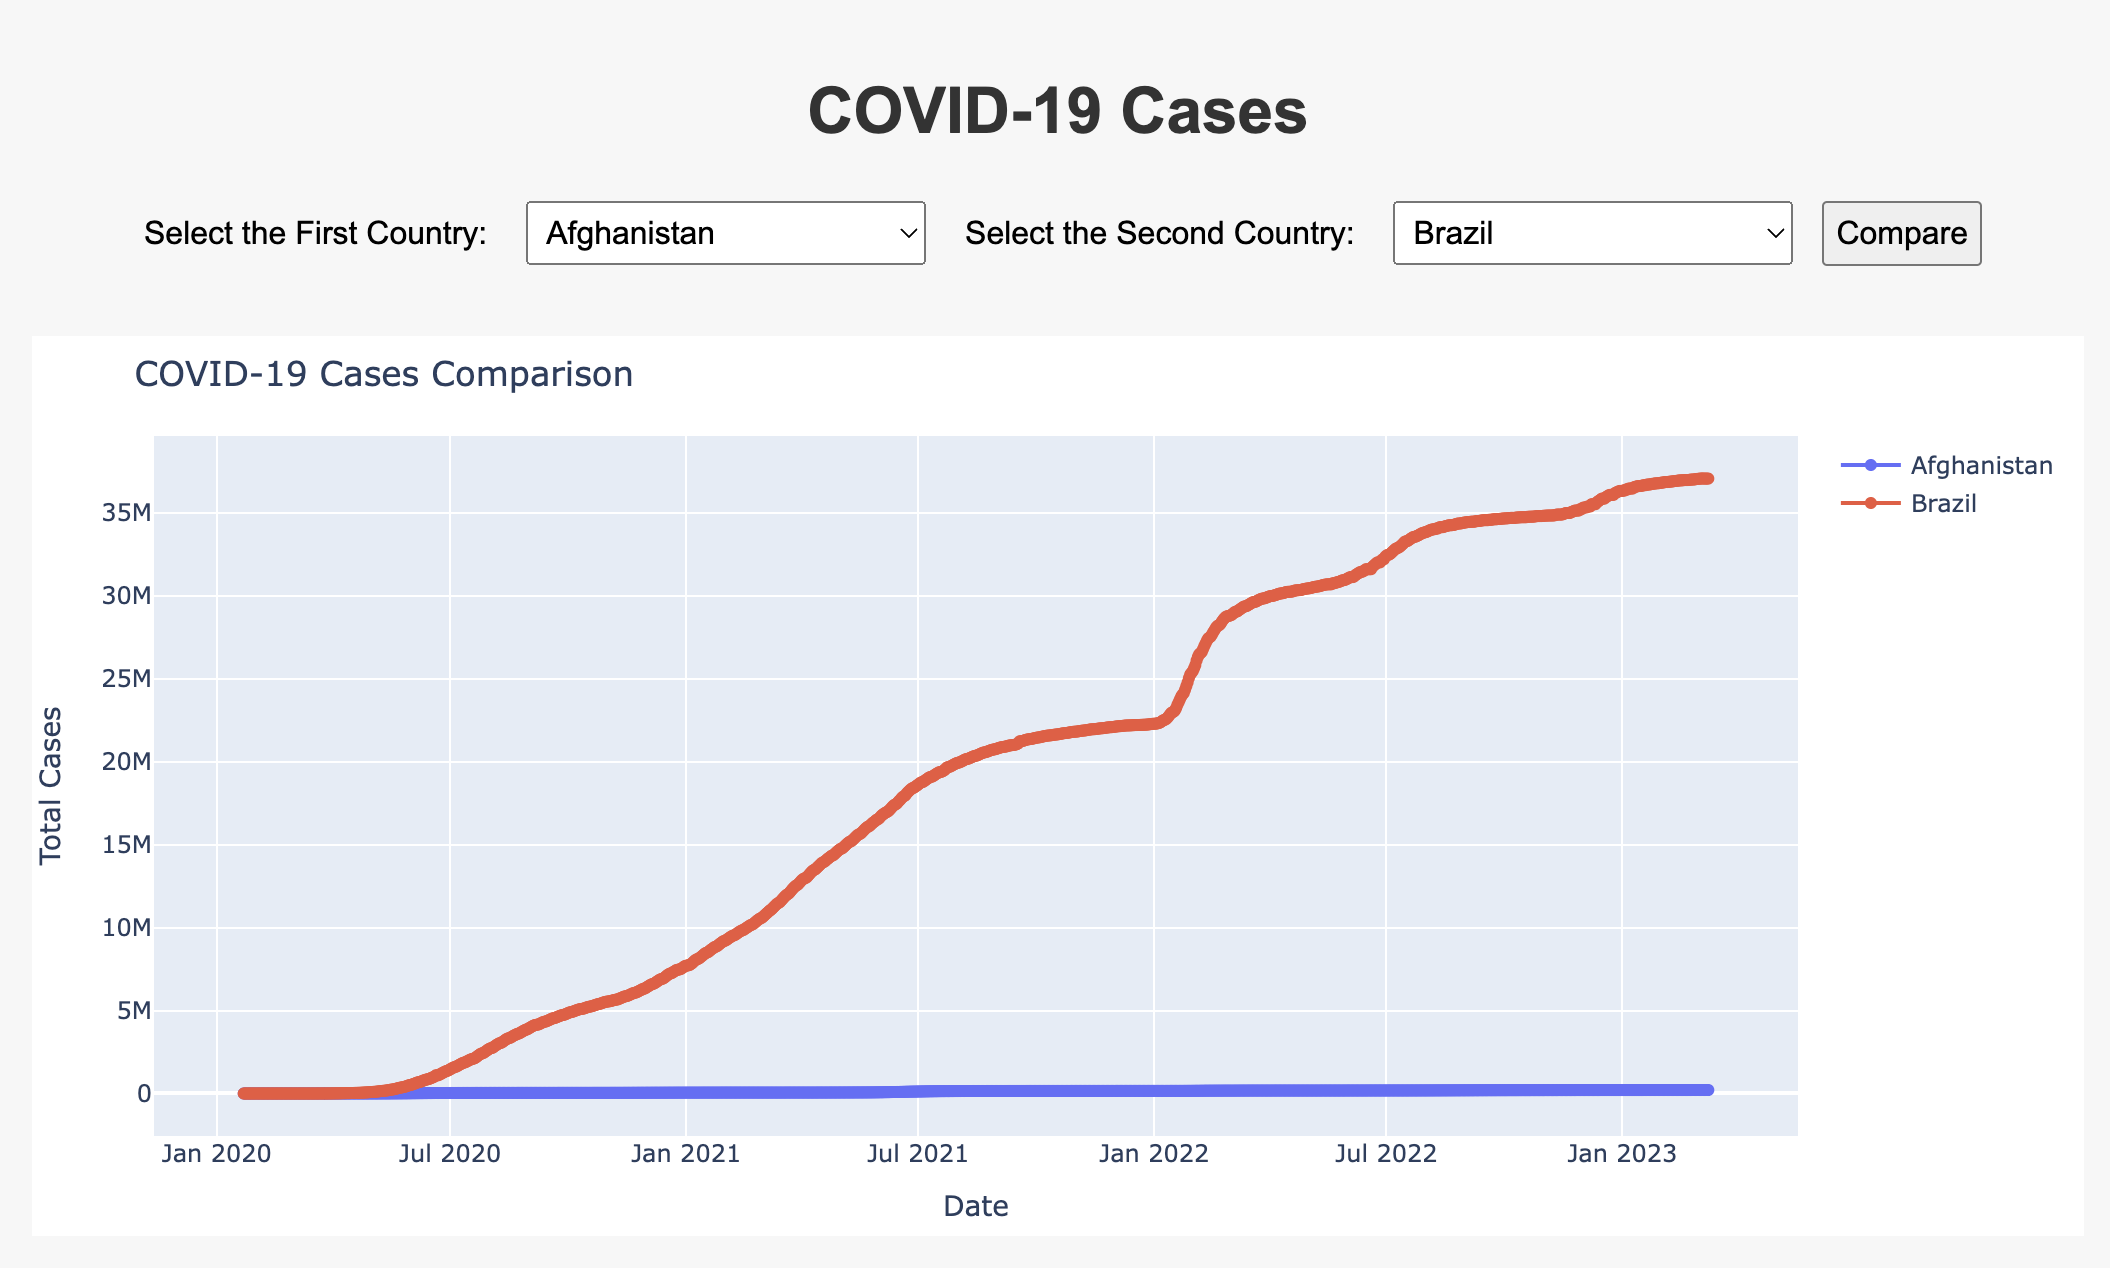 COVID-19 Cases
Select the First Country: Afghanistan Select the Second Country: Brazil Compare
COVID-19 Cases Comparison
Afghanistan
Brazil
Total Cases
35M
30M
25M
20M
15M
10M
5M
0
Jan 2020 Jul 2020 Jan 2021 Jul 2021 Jan 2022 Jul 2022 Jan 2023
Date